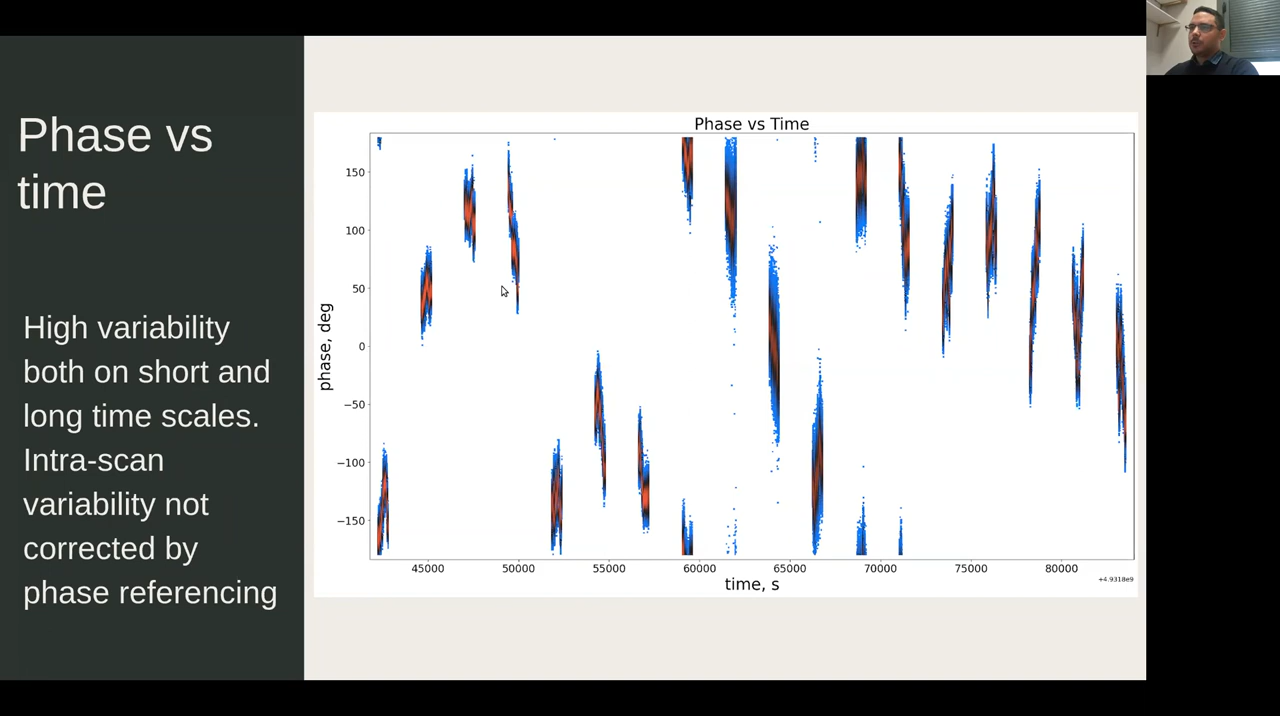 Phase vs
time
High variability
both on short and
long time scales.
Intra-scan
variability not
corrected by
phase referencing
Phase vs Time
phase, deg
150
100
50
0
−50
−100
−150
45000 50000 55000 60000 65000 70000 75000 80000
time, s
+4.9318e9